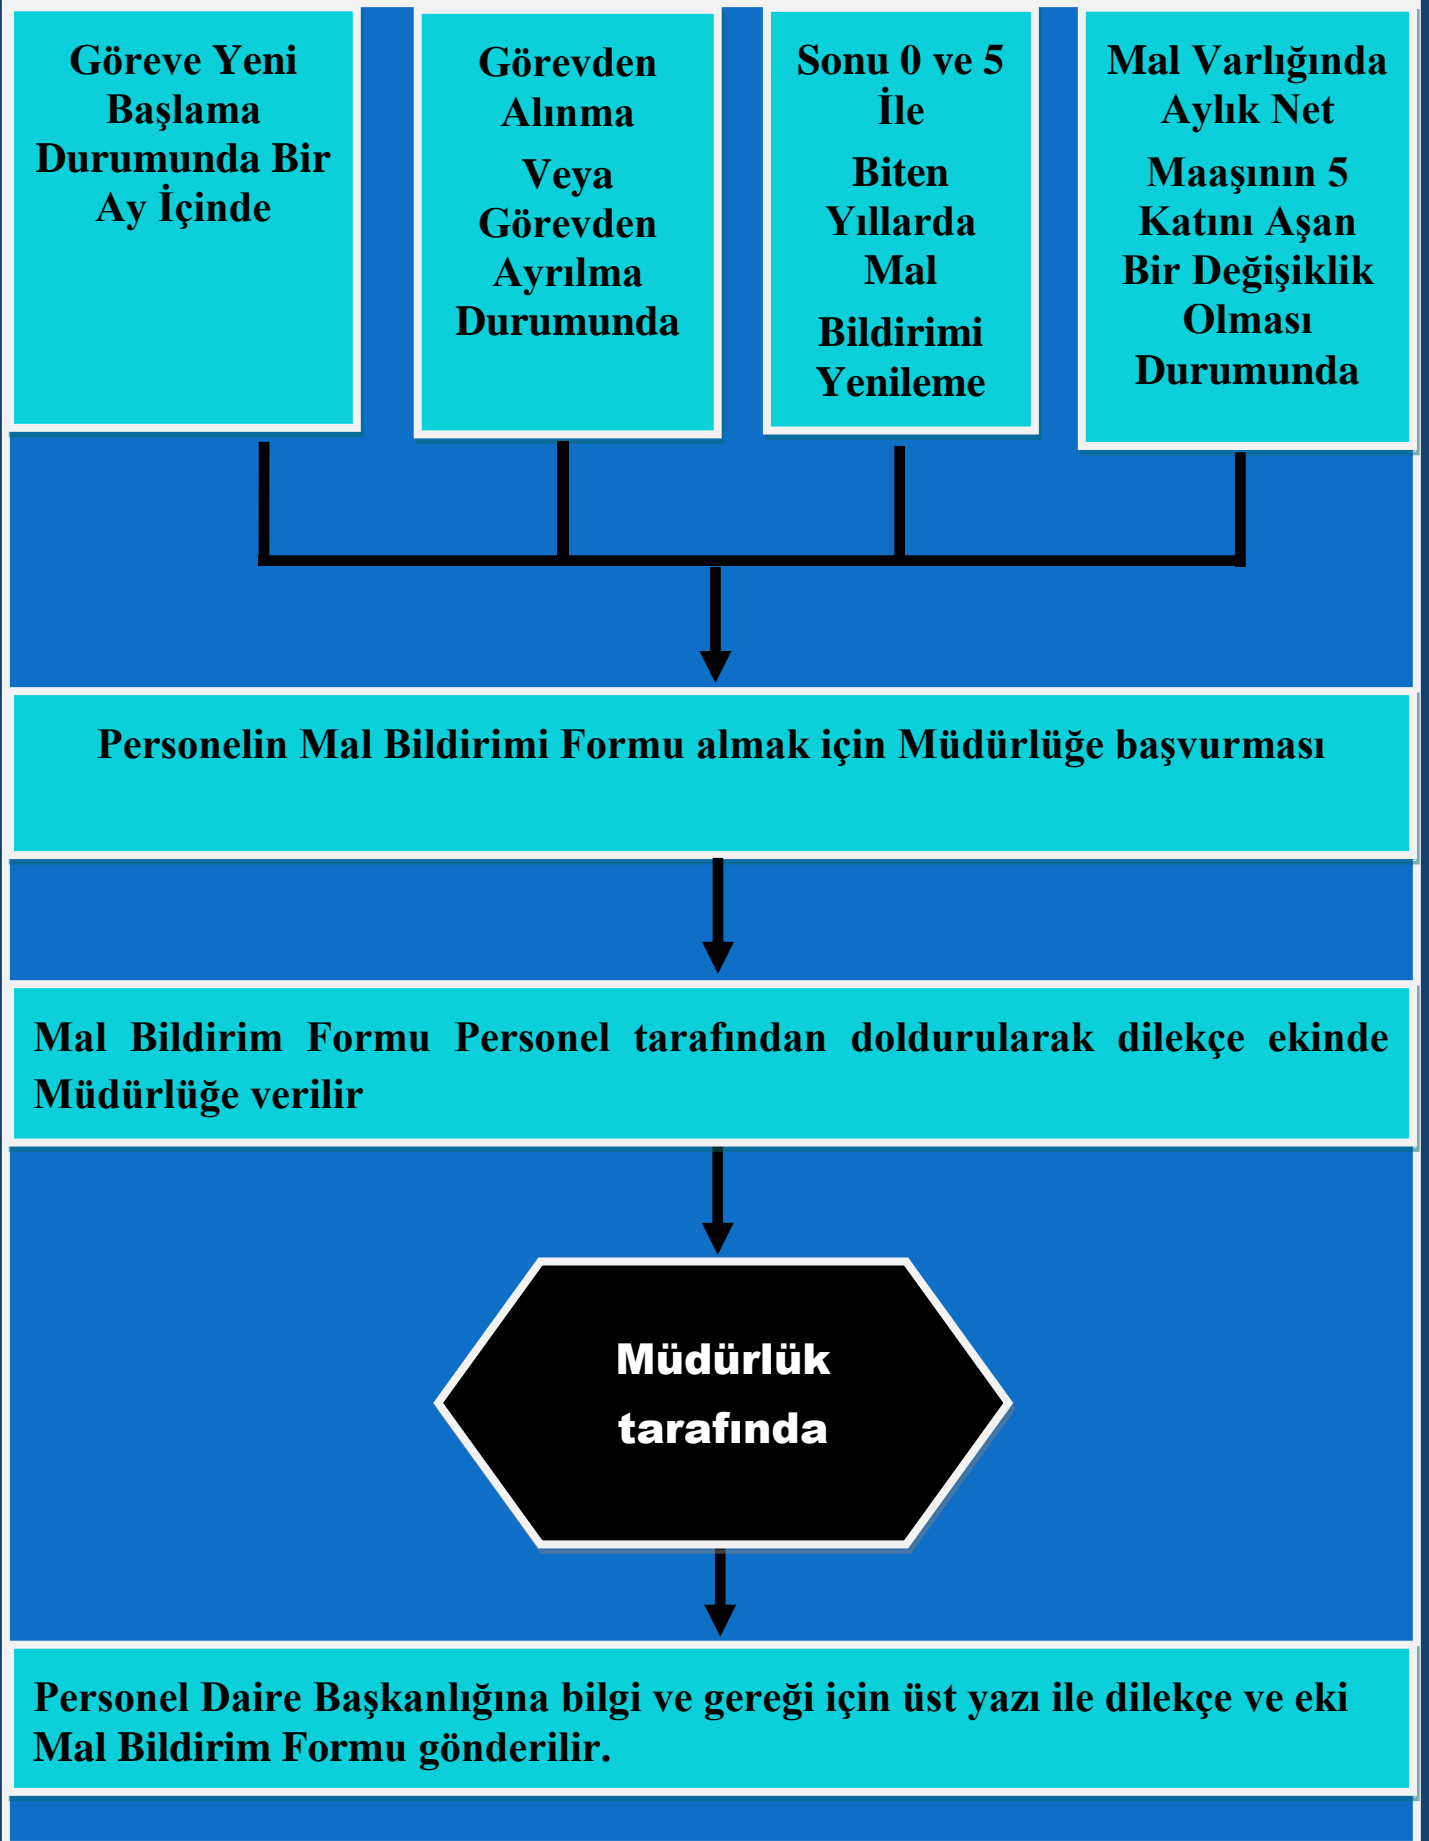 Göreve Yeni
Başlama
Durumunda Bir
Ay İçinde
Görevden
Alınma
Veya
Görevden
Ayrılma
Durumunda
Sonu 0 ve 5
İle
Biten
Yıllarda
Mal
Bildirimi
Yenileme
Mal Varlığında
Aylık Net
Maaşının 5
Katını Aşan
Bir Değişiklik
Olması
Durumunda
Personelin Mal Bildirimi Formu almak için Müdürlüğe başvurması
Mal Bildirim Formu Personel tarafından doldurularak dilekçe ekinde
Müdürlüğe verilir
Müdürlük
tarafında
Personel Daire Başkanlığına bilgi ve gereği için üst yazı ile dilekçe ve eki
Mal Bildirim Formu gönderilir.